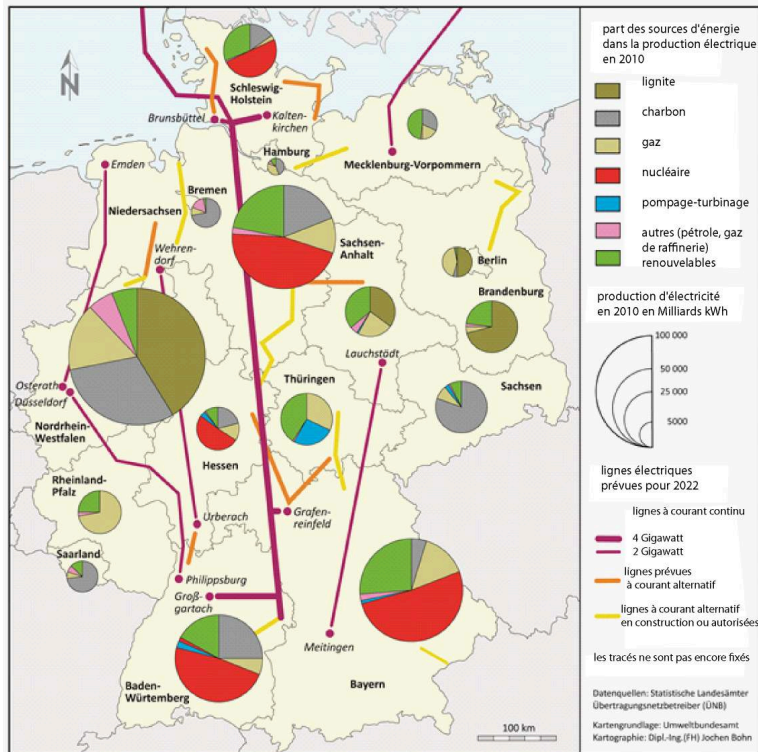 N
Schleswig-
Holstein
Brunsbüttel
Kalten-
kirchen
Hamburg
Mecklenburg-Vorpommern
Emden
Bremen
Niedersachsen
Wehren-
dorf
Sachsen-
Anhalt
Berlin
Brandenburg
Lauchstädt
Osterath
Düsseldorf
Nordrhein-
Westfalen
Thüringen
Sachsen
Hessen
Rheinland-
Pfalz
Urberach
Grafen-
reinfeld
Saarland
Philippsburg
Groß-
gartach
Meitingen
Baden-
Würtemberg
Bayern
100 km
part des sources d'énergie
dans la production électrique
en 2010
lignite
charbon
gaz
nucléaire
pompage-turbinage
autres (pétrole, gaz
de raffinerie)
renouvelables
production d'électricité
en 2010 en Milliards kWh
100 000
50 000
25 000
5000
lignes électriques
prévues pour 2022
lignes à courant continu
4 Gigawatt
2 Gigawatt
lignes prévues
à courant alternatif
lignes à courant alternatif
en construction ou autorisées
les tracés ne sont pas encore fixés
Datenquellen: Statistische Landesämter
Übertragungsnetzbetreiber (ÜNB)
Kartengrundlage: Umweltbundesamt
Kartographie: Dipl.-Ing.(FH) Jochen Bohn